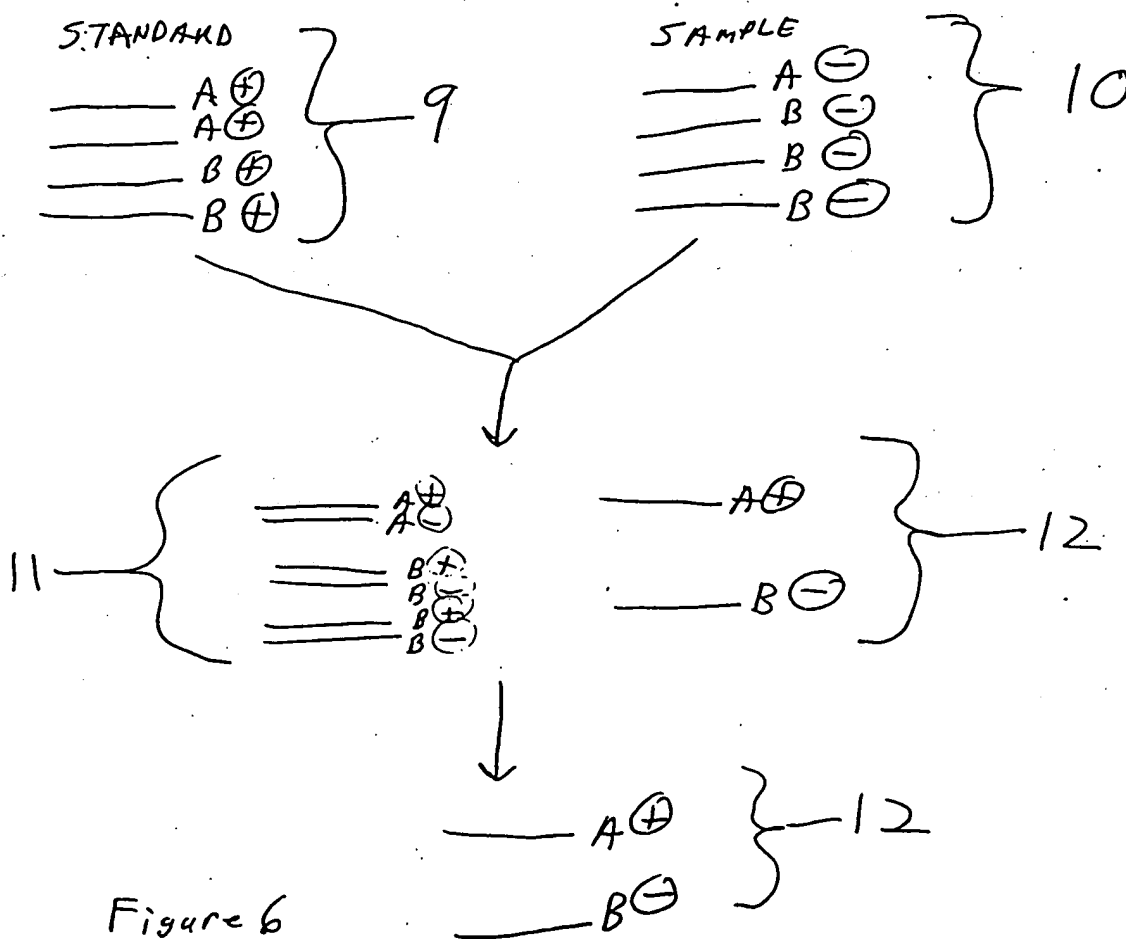 STANDARD
A ⊕
A ⊕
B ⊕
B ⊕
9
SAMPLE
A ⊖
B ⊖
B ⊖
B ⊖
10
11
A ⊕
A ⊖
B ⊕
B ⊖
B ⊕
B ⊖
A ⊕
B ⊖
12
A ⊕
B ⊖
12
Figure 6